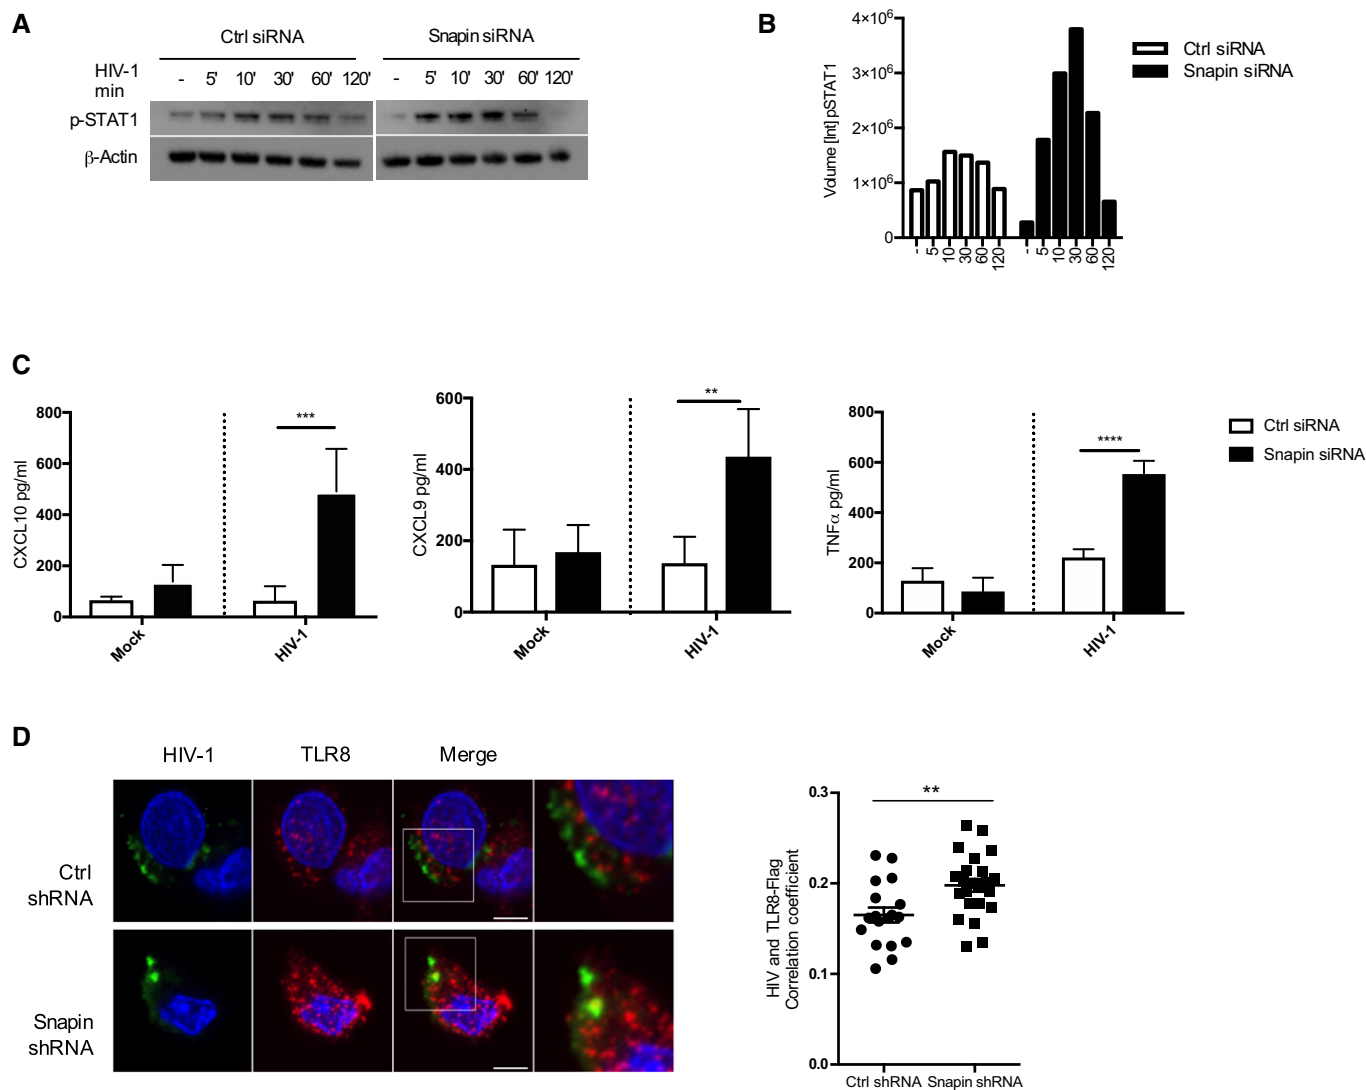 A
Ctrl siRNA
Snapin siRNA
HIV-1
min
- 5' 10' 30' 60' 120'
- 5' 10' 30' 60' 120'
p-STAT1
β-Actin
B
Volume [Int] pSTAT1
4×10⁶
3×10⁶
2×10⁶
1×10⁶
0
- 5 10 30 60 120
- 5 10 30 60 120
Ctrl siRNA
Snapin siRNA
C
CXCL10 pg/ml
800
600
400
200
0
***
Mock
HIV-1
CXCL9 pg/ml
600
400
200
0
**
Mock
HIV-1
TNFα pg/ml
800
600
400
200
0
****
Mock
HIV-1
Ctrl siRNA
Snapin siRNA
D
HIV-1
TLR8
Merge
Ctrl
shRNA
Snapin
shRNA
HIV and TLR8-Flag
Correlation coefficient
0.3
0.2
0.1
0.0
**
Ctrl shRNA
Snapin shRNA